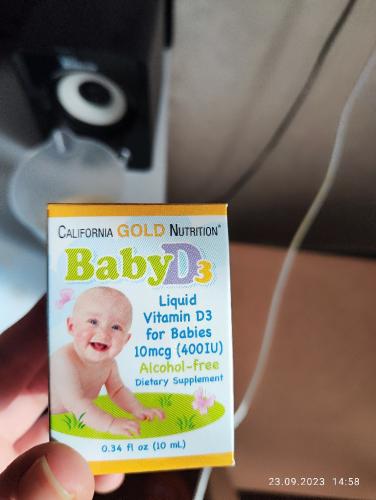 CALIFORNIA GOLD NUTRITION®
BabyD3
Liquid
Vitamin D3
for Babies
10mcg (400IU)
Alcohol-free
Dietary Supplement
0.34 fl oz (10 mL)
23.09.2023 14:58